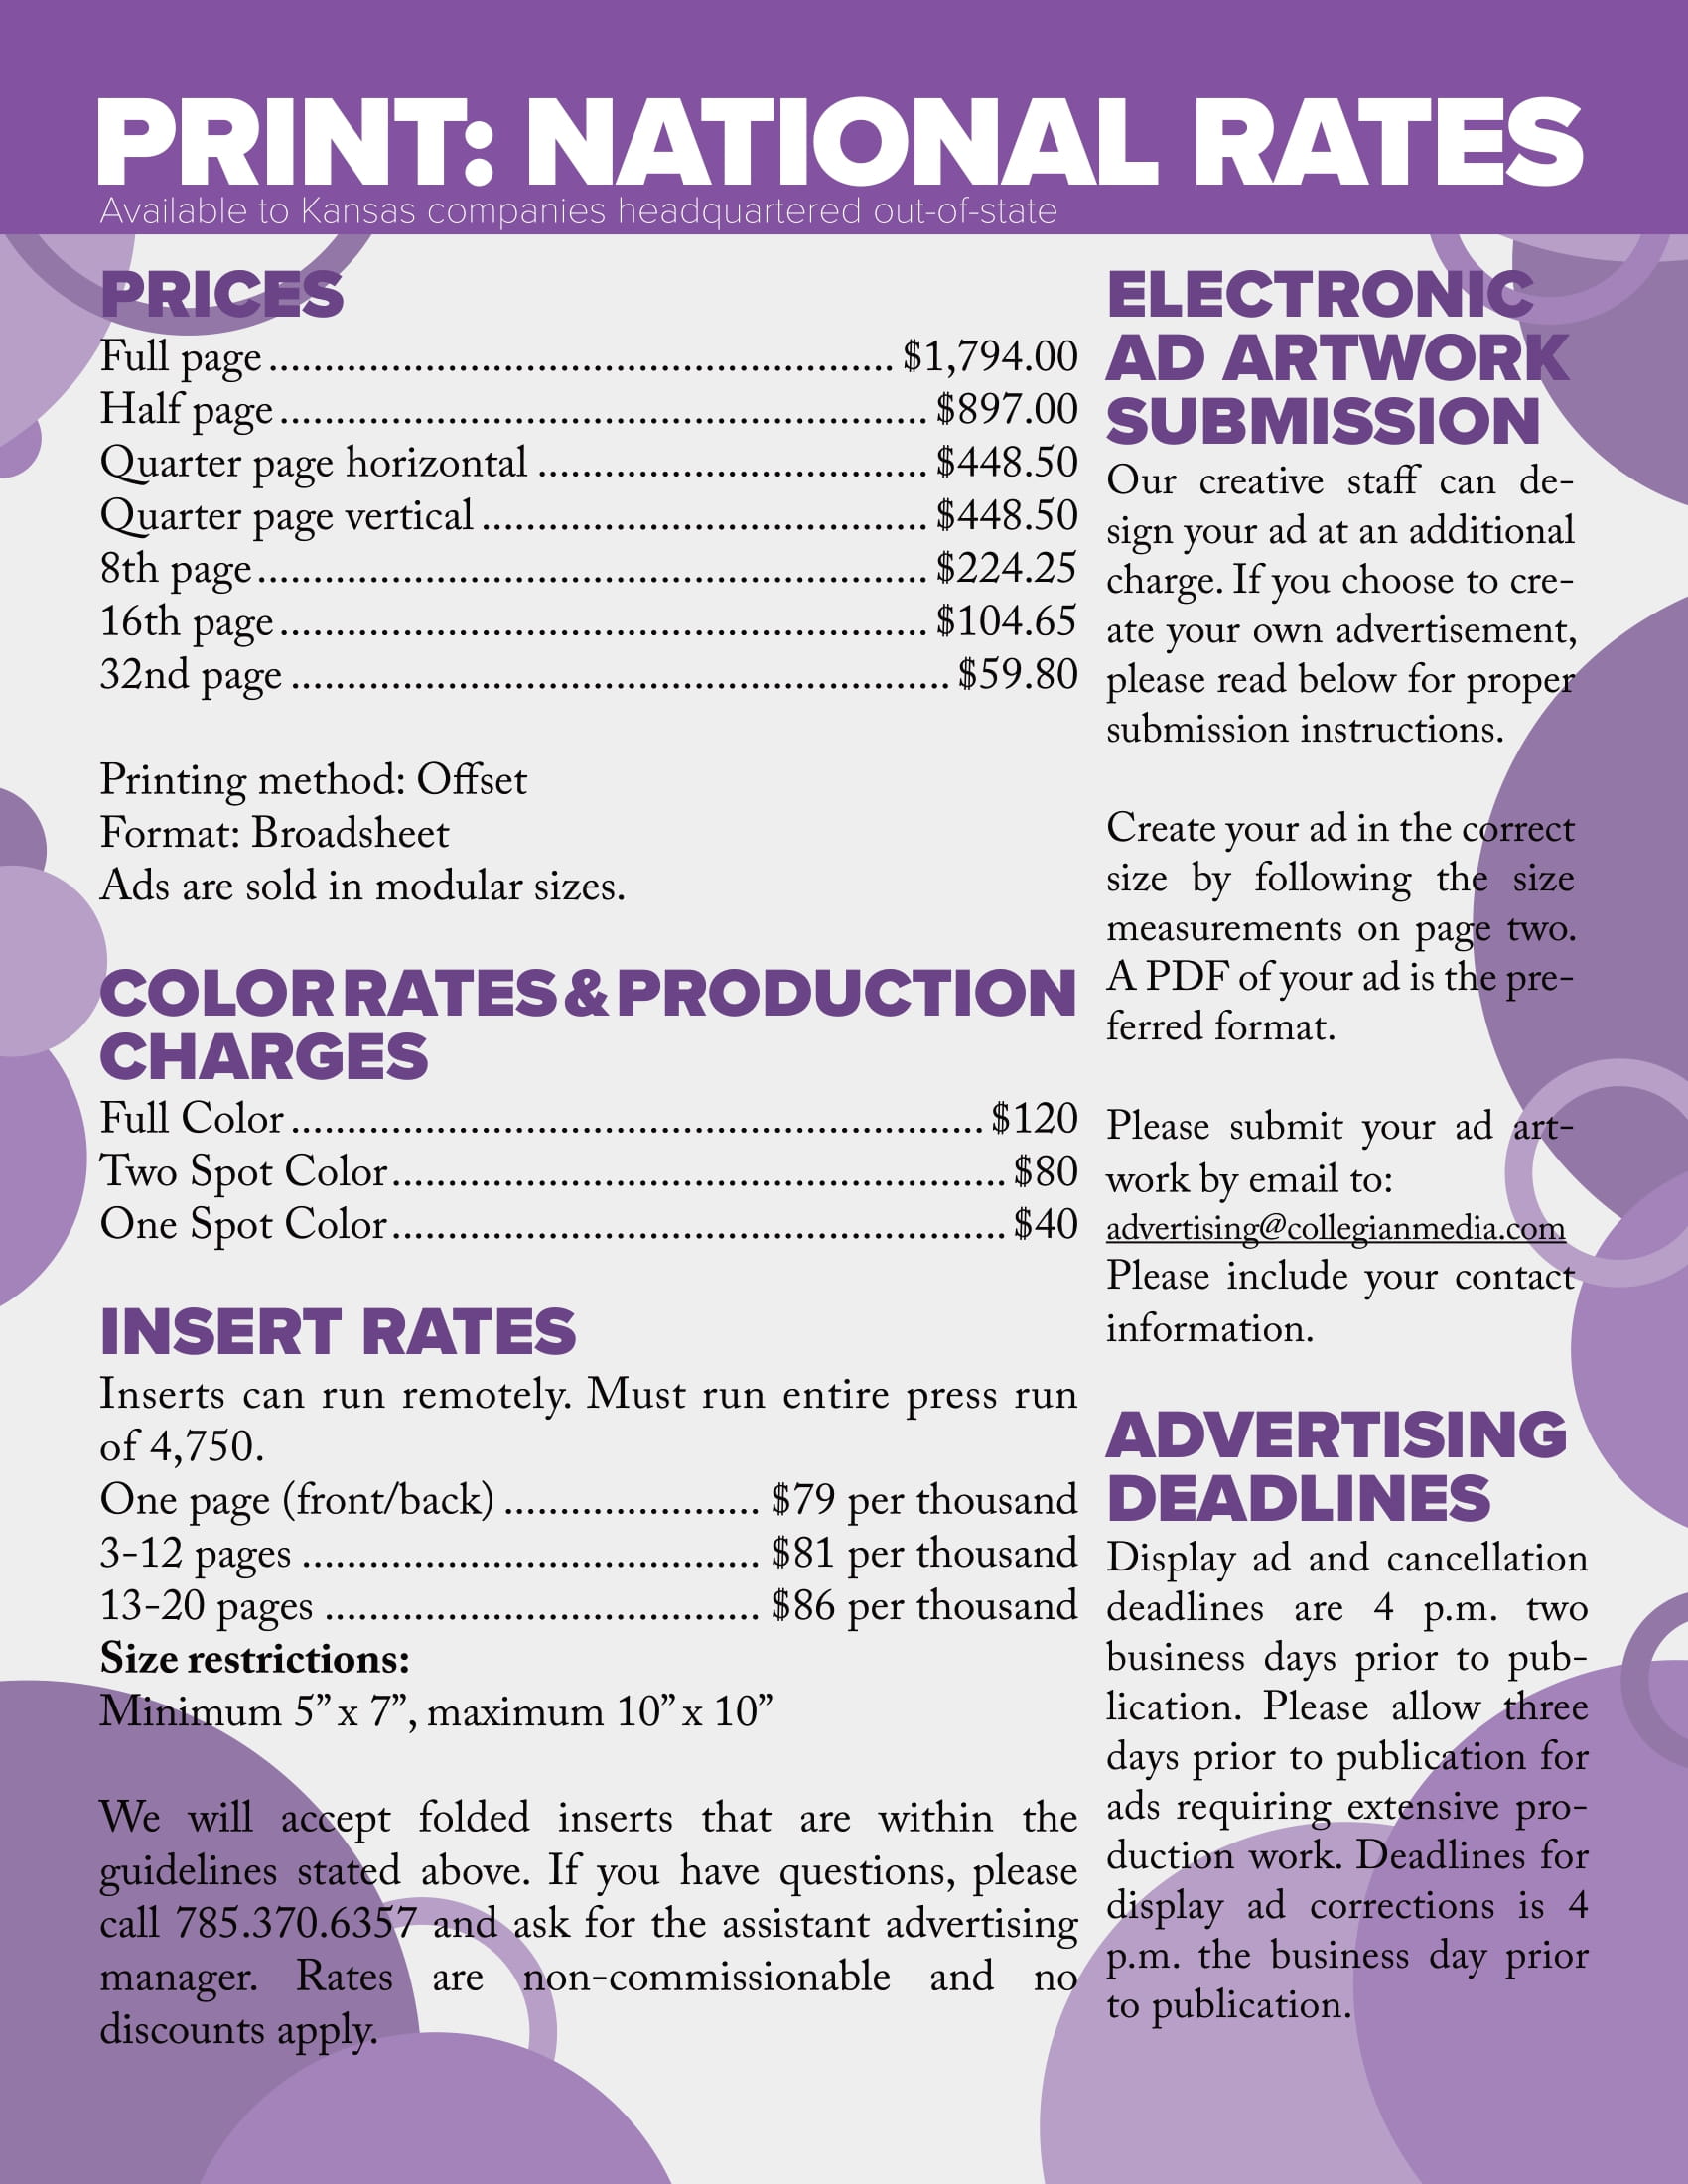 PRINT: NATIONAL RATES
Available to Kansas companies headquartered out-of-state
PRICES
Full page........................................................ $1,794.00
Half page.......................................................... $897.00
Quarter page horizontal ................................... $448.50
Quarter page vertical........................................ $448.50
8th page............................................................ $224.25
16th page.......................................................... $104.65
32nd page ........................................................... $59.80
Printing method: Offset
Format: Broadsheet
Ads are sold in modular sizes.
COLOR RATES & PRODUCTION
CHARGES
Full Color .............................................................. $120
Two Spot Color....................................................... $80
One Spot Color....................................................... $40
INSERT RATES
Inserts can run remotely. Must run entire press run
of 4,750.
One page (front/back) ....................... $79 per thousand
3-12 pages ......................................... $81 per thousand
13-20 pages ....................................... $86 per thousand
Size restrictions:
Minimum 5” x 7”, maximum 10” x 10”
We will accept folded inserts that are within the
guidelines stated above. If you have questions, please
call 785.370.6357 and ask for the assistant advertising
manager. Rates are non-commissionable and no
discounts apply.
ELECTRONIC
AD ARTWORK
SUBMISSION
Our creative staff can de-
sign your ad at an additional
charge. If you choose to cre-
ate your own advertisement,
please read below for proper
submission instructions.
Create your ad in the correct
size by following the size
measurements on page two.
A PDF of your ad is the pre-
ferred format.
Please submit your ad art-
work by email to:
advertising@collegianmedia.com
Please include your contact
information.
ADVERTISING
DEADLINES
Display ad and cancellation
deadlines are 4 p.m. two
business days prior to pub-
lication. Please allow three
days prior to publication for
ads requiring extensive pro-
duction work. Deadlines for
display ad corrections is 4
p.m. the business day prior
to publication.